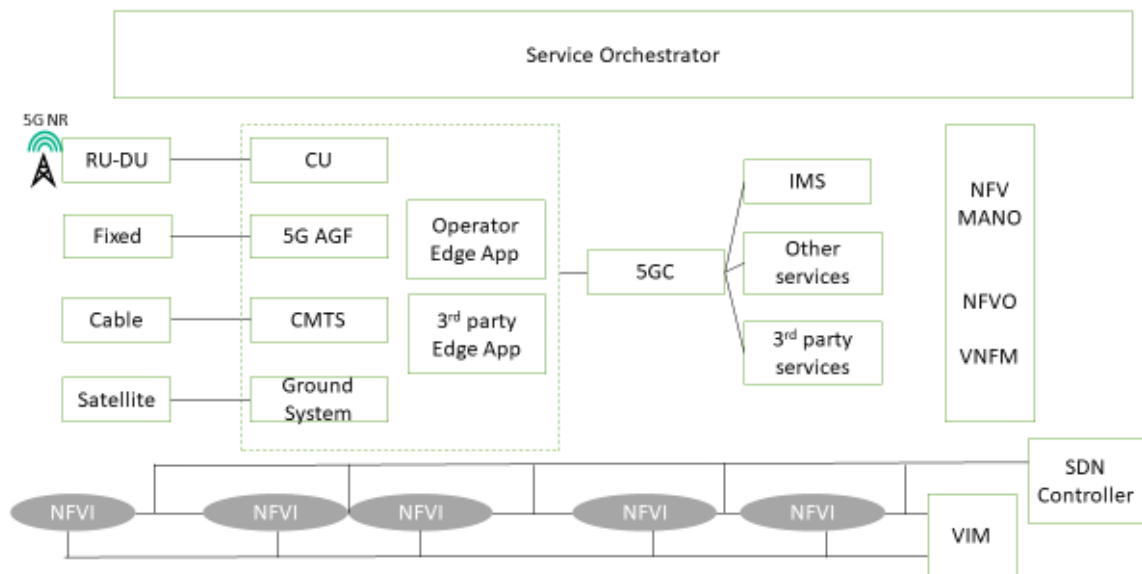 Service Orchestrator
5G NR
RU-DU
CU
IMS
NFV
MANO
Fixed
5G AGF
Operator
Edge App
5GC
Other
services
NFVO
Cable
CMTS
3rd party
Edge App
3rd party
services
VNFM
Satellite
Ground
System
SDN
Controller
NFVI
NFVI
NFVI
NFVI
NFVI
VIM